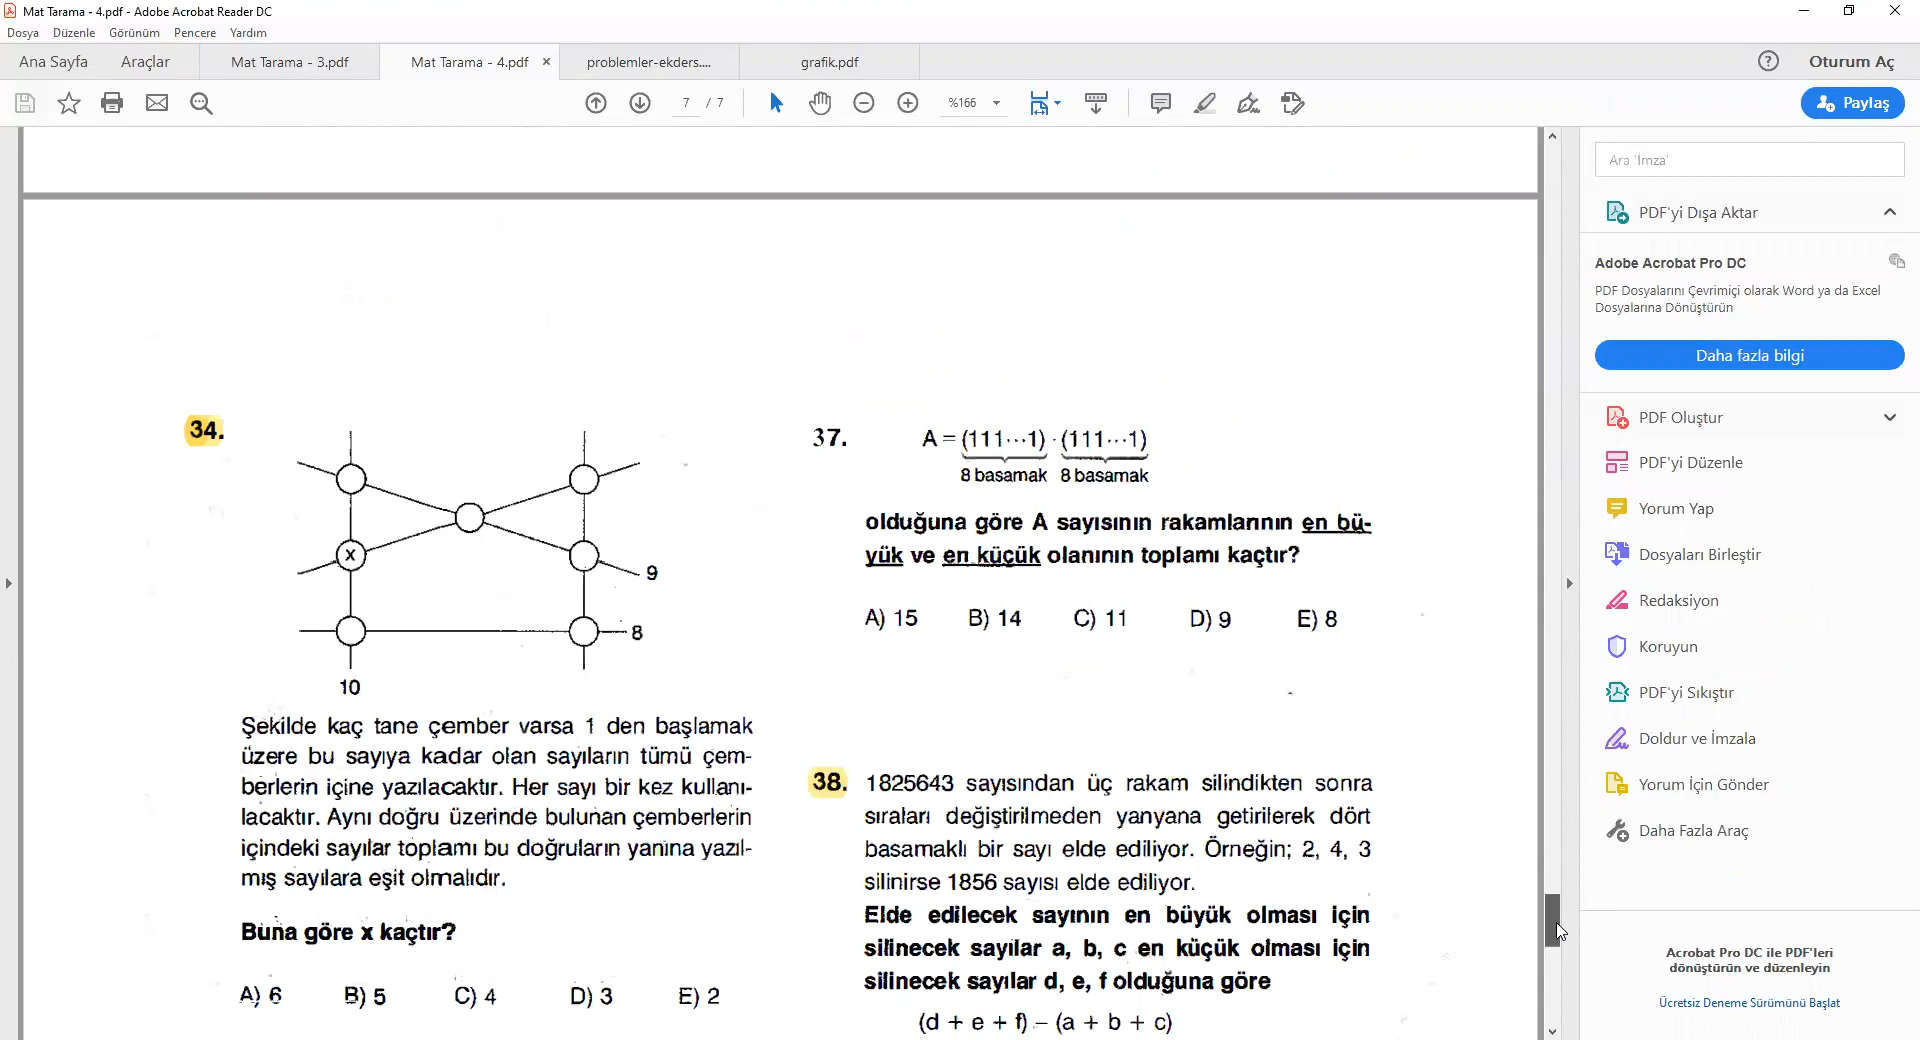 Mat Tarama - 4.pdf - Adobe Acrobat Reader DC
Dosya Düzenle Görünüm Pencere Yardım
Ana Sayfa Araçlar Mat Tarama - 3.pdf Mat Tarama - 4.pdf × problemler-ekders.... grafik.pdf Oturum Aç
7 / 7 %166 Paylaş
Ara 'İmza'
PDF'yi Dışa Aktar
Adobe Acrobat Pro DC
PDF Dosyalarını Çevrimiçi olarak Word ya da Excel
Dosyalarına Dönüştürün
Daha fazla bilgi
PDF Oluştur
PDF'yi Düzenle
Yorum Yap
Dosyaları Birleştir
Redaksiyon
Koruyun
PDF'yi Sıkıştır
Doldur ve İmzala
Yorum İçin Gönder
Daha Fazla Araç
Acrobat Pro DC ile PDF'leri
dönüştürün ve düzenleyin
Ücretsiz Deneme Sürümünü Başlat
34.
x
9
8
10
Şekilde kaç tane çember varsa 1 den başlamak
üzere bu sayıya kadar olan sayıların tümü çem-
berlerin içine yazılacaktır. Her sayı bir kez kullanı-
lacaktır. Aynı doğru üzerinde bulunan çemberlerin
içindeki sayılar toplamı bu doğruların yanına yazıl-
mış sayılara eşit olmalıdır.
Buna göre x kaçtır?
A) 6 B) 5 C) 4 D) 3 E) 2
37. A = (111···1) · (111···1)
8 basamak 8 basamak
olduğuna göre A sayısının rakamlarının en bü-
yük ve en küçük olanının toplamı kaçtır?
A) 15 B) 14 C) 11 D) 9 E) 8
38. 1825643 sayısından üç rakam silindikten sonra
sıraları değiştirilmeden yanyana getirilerek dört
basamaklı bir sayı elde ediliyor. Örneğin; 2, 4, 3
silinirse 1856 sayısı elde ediliyor.
Elde edilecek sayının en büyük olması için
silinecek sayılar a, b, c en küçük olması için
silinecek sayılar d, e, f olduğuna göre
(d + e + f) – (a + b + c)